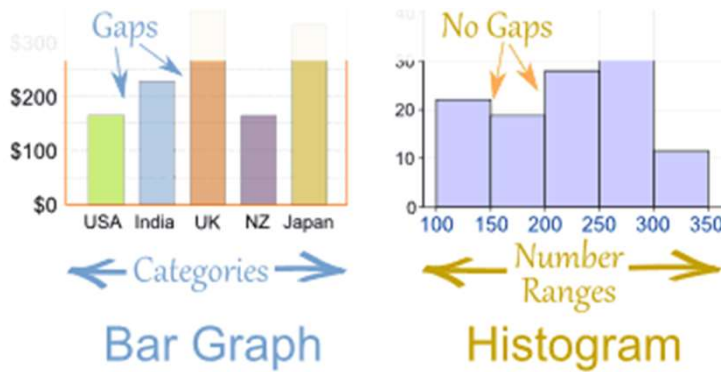 Gaps
$300
$200
$100
$0
USA India UK NZ Japan
Categories
Bar Graph
No Gaps
40
30
20
10
0
100 150 200 250 300 350
Number
Ranges
Histogram